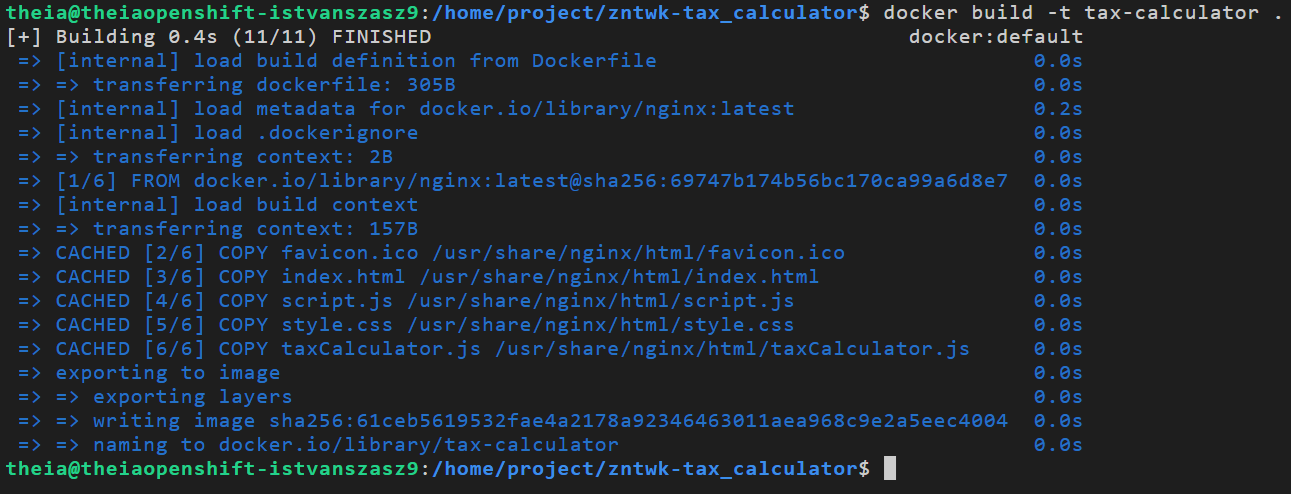 theia@theiaopenshift-istvanszasz9:/home/project/zntwk-tax_calculator$ docker build -t tax-calculator .
[+] Building 0.4s (11/11) FINISHED docker:default
=> [internal] load build definition from Dockerfile 0.0s
=> => transferring dockerfile: 305B 0.0s
=> [internal] load metadata for docker.io/library/nginx:latest 0.2s
=> [internal] load .dockerignore 0.0s
=> => transferring context: 2B 0.0s
=> [1/6] FROM docker.io/library/nginx:latest@sha256:69747b174b56bc170ca99a6d8e7 0.0s
=> [internal] load build context 0.0s
=> => transferring context: 157B 0.0s
=> CACHED [2/6] COPY favicon.ico /usr/share/nginx/html/favicon.ico 0.0s
=> CACHED [3/6] COPY index.html /usr/share/nginx/html/index.html 0.0s
=> CACHED [4/6] COPY script.js /usr/share/nginx/html/script.js 0.0s
=> CACHED [5/6] COPY style.css /usr/share/nginx/html/style.css 0.0s
=> CACHED [6/6] COPY taxCalculator.js /usr/share/nginx/html/taxCalculator.js 0.0s
=> exporting to image 0.0s
=> => exporting layers 0.0s
=> => writing image sha256:61ceb5619532fae4a2178a92346463011aea968c9e2a5eec4004 0.0s
=> => naming to docker.io/library/tax-calculator 0.0s
theia@theiaopenshift-istvanszasz9:/home/project/zntwk-tax_calculator$